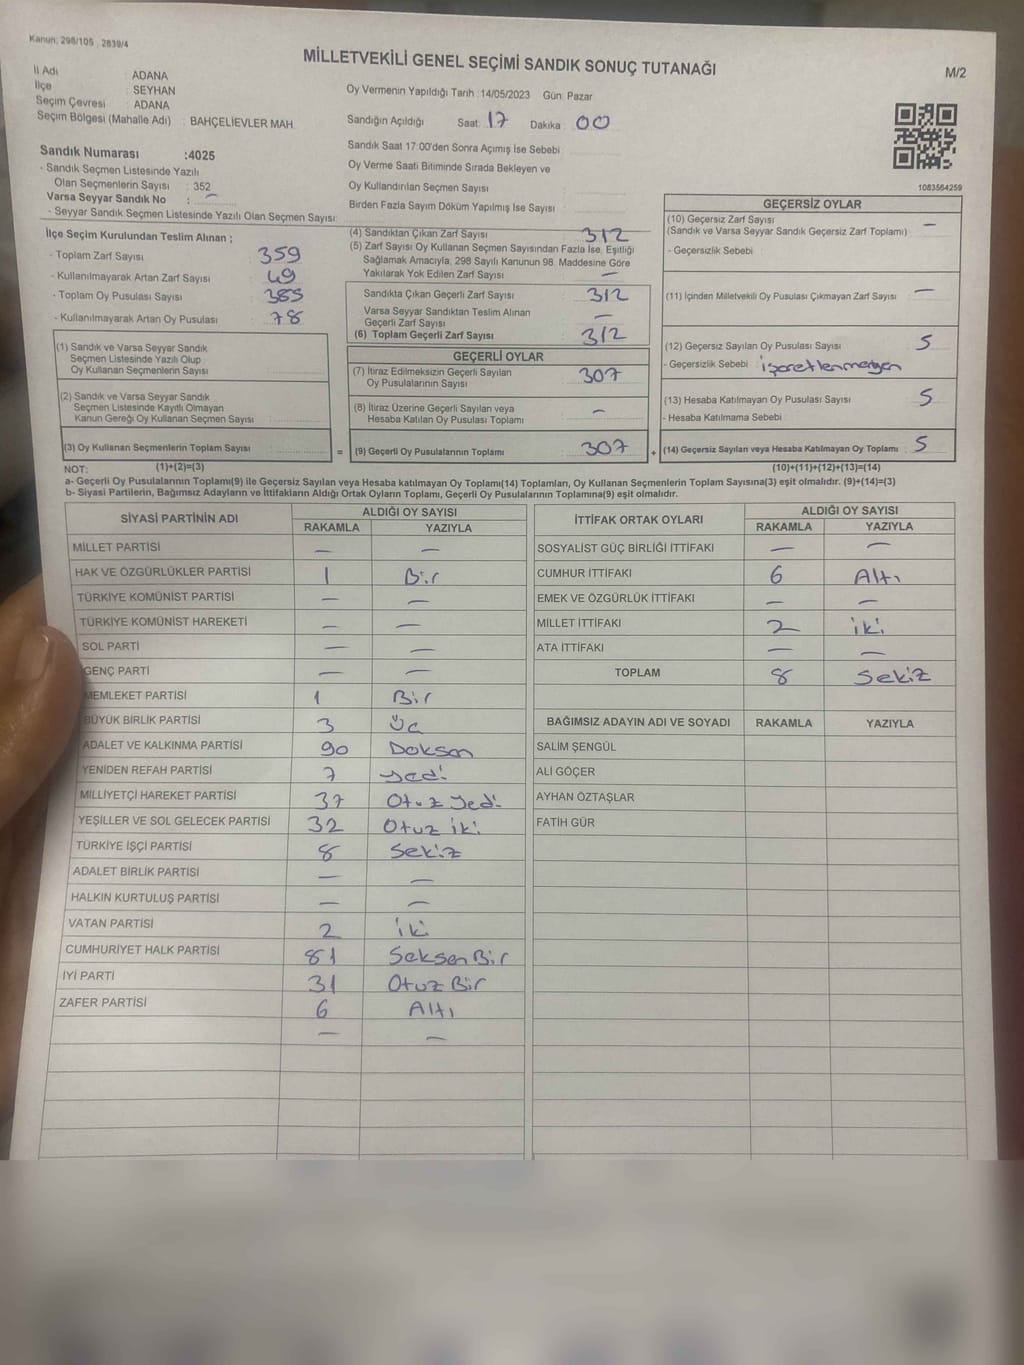 Kanun; 298/105 , 2839/4
MİLLETVEKİLİ GENEL SEÇİMİ SANDIK SONUÇ TUTANAĞI
M/2
İl Adı : ADANA
İlçe : SEYHAN
Seçim Çevresi : ADANA
Seçim Bölgesi (Mahalle Adı) : BAHÇELİEVLER MAH.
Oy Vermenin Yapıldığı Tarih :14/05/2023 Gün: Pazar
Sandığın Açıldığı Saat: 17 Dakika: 00
Sandık Saat 17:00'den Sonra Açımış İse Sebebi
Oy Verme Saati Bitiminde Sırada Bekleyen ve
Oy Kullandırılan Seçmen Sayısı
Birden Fazla Sayım Döküm Yapılmış İse Sayısı
1083564259
Sandık Numarası :4025
- Sandık Seçmen Listesinde Yazılı
Olan Seçmenlerin Sayısı : 352
Varsa Seyyar Sandık No : –
- Seyyar Sandık Seçmen Listesinde Yazılı Olan Seçmen Sayısı:
İlçe Seçim Kurulundan Teslim Alınan ;
- Toplam Zarf Sayısı : 359
- Kullanılmayarak Artan Zarf Sayısı : 49
- Toplam Oy Pusulası Sayısı : 385
- Kullanılmayarak Artan Oy Pusulası : 78
(1) Sandık ve Varsa Seyyar Sandık
Seçmen Listesinde Yazılı Olup
Oy Kullanan Seçmenlerin Sayısı :
(2) Sandık ve Varsa Seyyar Sandık
Seçmen Listesinde Kayıtlı Olmayan
Kanun Gereği Oy Kullanan Seçmen Sayısı :
(3) Oy Kullanan Seçmenlerin Toplam Sayısı :
(4) Sandıktan Çıkan Zarf Sayısı : 312
(5) Zarf Sayısı Oy Kullanan Seçmen Sayısından Fazla İse, Eşitliği
Sağlamak Amacıyla, 298 Sayılı Kanunun 98. Maddesine Göre
Yakılarak Yok Edilen Zarf Sayısı : –
Sandıkta Çıkan Geçerli Zarf Sayısı : 312
Varsa Seyyar Sandıktan Teslim Alınan
Geçerli Zarf Sayısı : –
(6) Toplam Geçerli Zarf Sayısı : 312
GEÇERLİ OYLAR
(7) İtiraz Edilmeksizin Geçerli Sayılan
Oy Pusulalarının Sayısı : 307
(8) İtiraz Üzerine Geçerli Sayılan veya
Hesaba Katılan Oy Pusulaları Toplamı : –
= (9) Geçerli Oy Pusulalarının Toplamı : 307 +
GEÇERSİZ OYLAR
(10) Geçersiz Zarf Sayısı : –
(Sandık ve Varsa Seyyar Sandık Geçersiz Zarf Toplamı)
- Geçersizlik Sebebi :
(11) İçinden Milletvekili Oy Pusulası Çıkmayan Zarf Sayısı : –
(12) Geçersiz Sayılan Oy Pusulası Sayısı : 5
- Geçersizlik Sebebi : işaretlenmeyen
(13) Hesaba Katılmayan Oy Pusulası Sayısı : 5
- Hesaba Katılmama Sebebi :
(14) Geçersiz Sayılan veya Hesaba Katılmayan Oy Toplamı : 5
NOT: (1)+(2)=(3) (10)+(11)+(12)+(13)=(14)
a- Geçerli Oy Pusulalarının Toplamı(9) ile Geçersiz Sayılan veya Hesaba katılmayan Oy Toplamı(14) Toplamları, Oy Kullanan Seçmenlerin Toplam Sayısına(3) eşit olmalıdır. (9)+(14)=(3)
b- Siyasi Partilerin, Bağımsız Adayların ve İttifakların Aldığı Ortak Oyların Toplamı, Geçerli Oy Pusulalarının Toplamına(9) eşit olmalıdır.
SİYASİ PARTİNİN ADI ALDIĞI OY SAYISI
RAKAMLA YAZIYLA
MİLLET PARTİSİ – –
HAK VE ÖZGÜRLÜKLER PARTİSİ 1 Bir
TÜRKİYE KOMÜNİST PARTİSİ – –
TÜRKİYE KOMÜNİST HAREKETİ – –
SOL PARTİ – –
GENÇ PARTİ – –
MEMLEKET PARTİSİ 1 Bir
BÜYÜK BİRLİK PARTİSİ 3 Üç
ADALET VE KALKINMA PARTİSİ 90 Doksan
YENİDEN REFAH PARTİSİ 7 yedi
MİLLİYETÇİ HAREKET PARTİSİ 37 Otuz Yedi
YEŞİLLER VE SOL GELECEK PARTİSİ 32 Otuz iki
TÜRKİYE İŞÇİ PARTİSİ 8 Sekiz
ADALET BİRLİK PARTİSİ – –
HALKIN KURTULUŞ PARTİSİ – –
VATAN PARTİSİ 2 iki
CUMHURİYET HALK PARTİSİ 81 Seksen Bir
İYİ PARTİ 31 Otuz Bir
ZAFER PARTİSİ 6 Altı
– –
İTTİFAK ORTAK OYLARI ALDIĞI OY SAYISI
RAKAMLA YAZIYLA
SOSYALİST GÜÇ BİRLİĞİ İTTİFAKI – –
CUMHUR İTTİFAKI 6 Altı
EMEK VE ÖZGÜRLÜK İTTİFAKI – –
MİLLET İTTİFAKI 2 iki
ATA İTTİFAKI – –
TOPLAM 8 Sekiz
BAĞIMSIZ ADAYIN ADI VE SOYADI RAKAMLA YAZIYLA
SALİM ŞENGÜL
ALİ GÖÇER
AYHAN ÖZTAŞLAR
FATİH GÜR